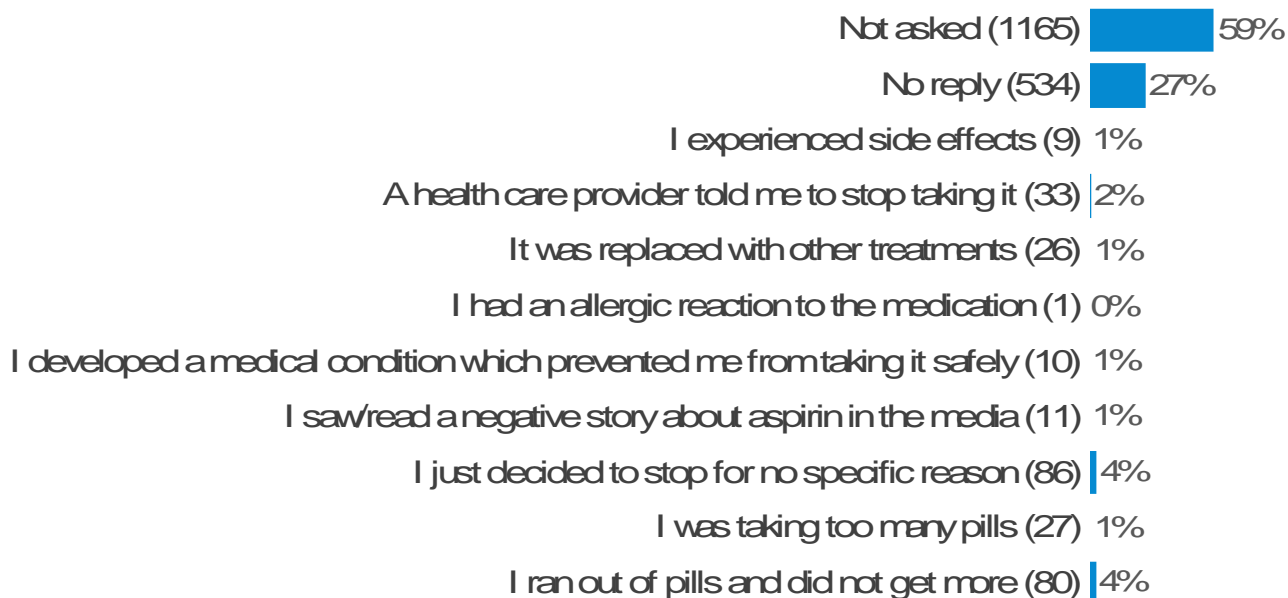 Not asked (1165) 59%
No reply (534) 27%
I experienced side effects (9) 1%
A health care provider told me to stop taking it (33) 2%
It was replaced with other treatments (26) 1%
I had an allergic reaction to the medication (1) 0%
I developed a medical condition which prevented me from taking it safely (10) 1%
I saw/read a negative story about aspirin in the media (11) 1%
I just decided to stop for no specific reason (86) 4%
I was taking too many pills (27) 1%
I ran out of pills and did not get more (80) 4%